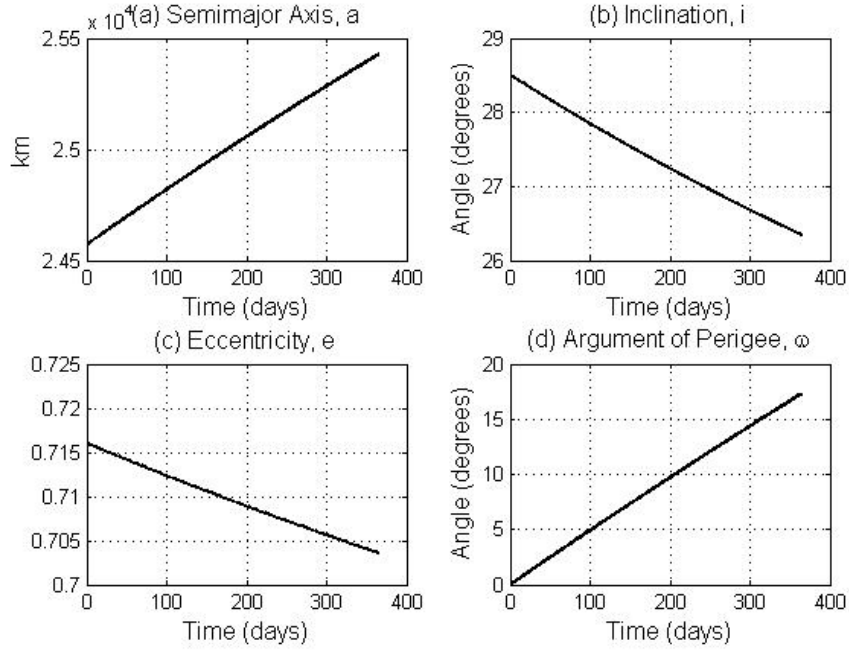 x 10⁴ (a) Semimajor Axis, a
2.55
2.5
2.45
km
0 100 200 300 400
Time (days)
(b) Inclination, i
29
28
27
26
Angle (degrees)
0 100 200 300 400
Time (days)
(c) Eccentricity, e
0.725
0.72
0.715
0.71
0.705
0.7
0 100 200 300 400
Time (days)
(d) Argument of Perigee, ω
20
15
10
5
0
Angle (degrees)
0 100 200 300 400
Time (days)